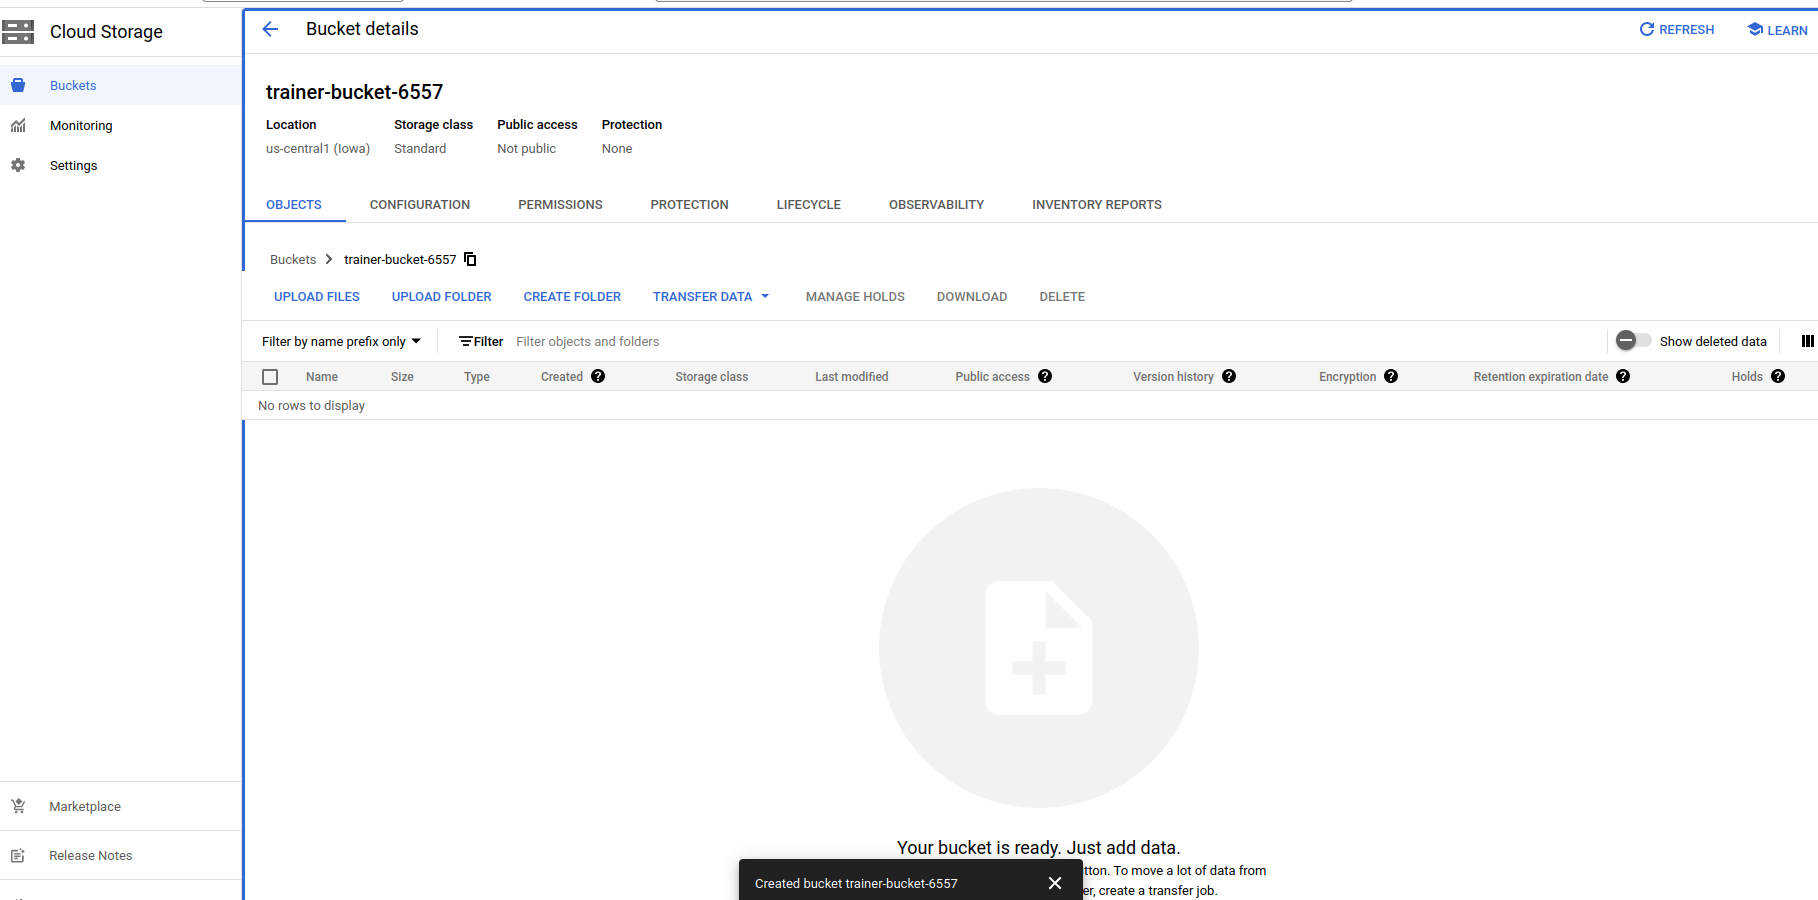 Cloud Storage
Buckets
Monitoring
Settings
Marketplace
Release Notes
Bucket details
REFRESH
LEARN
trainer-bucket-6557
Location Storage class Public access Protection
us-central1 (Iowa) Standard Not public None
OBJECTS CONFIGURATION PERMISSIONS PROTECTION LIFECYCLE OBSERVABILITY INVENTORY REPORTS
Buckets > trainer-bucket-6557
UPLOAD FILES UPLOAD FOLDER CREATE FOLDER TRANSFER DATA MANAGE HOLDS DOWNLOAD DELETE
Filter by name prefix only Filter Filter objects and folders Show deleted data
Name Size Type Created Storage class Last modified Public access Version history Encryption Retention expiration date Holds
No rows to display
Your bucket is ready. Just add data.
tton. To move a lot of data from
er, create a transfer job.
Created bucket trainer-bucket-6557